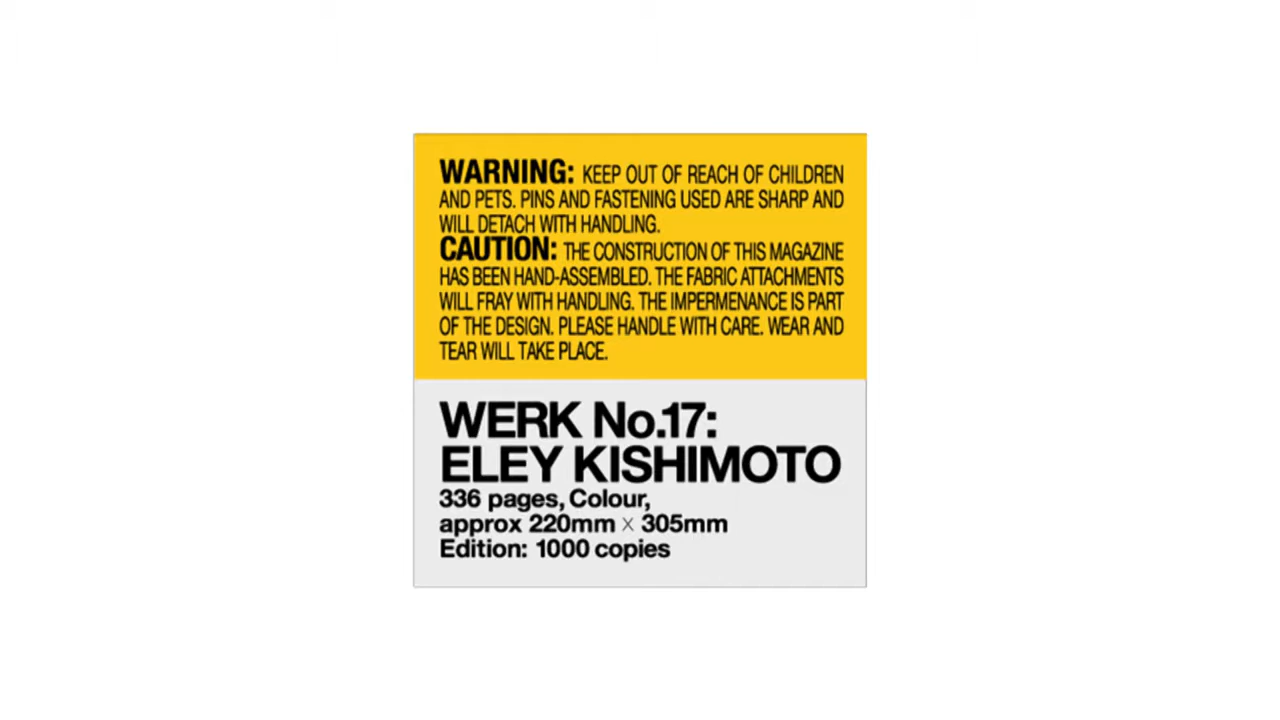 WARNING: KEEP OUT OF REACH OF CHILDREN
AND PETS. PINS AND FASTENING USED ARE SHARP AND
WILL DETACH WITH HANDLING.
CAUTION: THE CONSTRUCTION OF THIS MAGAZINE
HAS BEEN HAND-ASSEMBLED. THE FABRIC ATTACHMENTS
WILL FRAY WITH HANDLING. THE IMPERMENANCE IS PART
OF THE DESIGN. PLEASE HANDLE WITH CARE. WEAR AND
TEAR WILL TAKE PLACE.
WERK No.17:
ELEY KISHIMOTO
336 pages, Colour,
approx 220mm × 305mm
Edition: 1000 copies